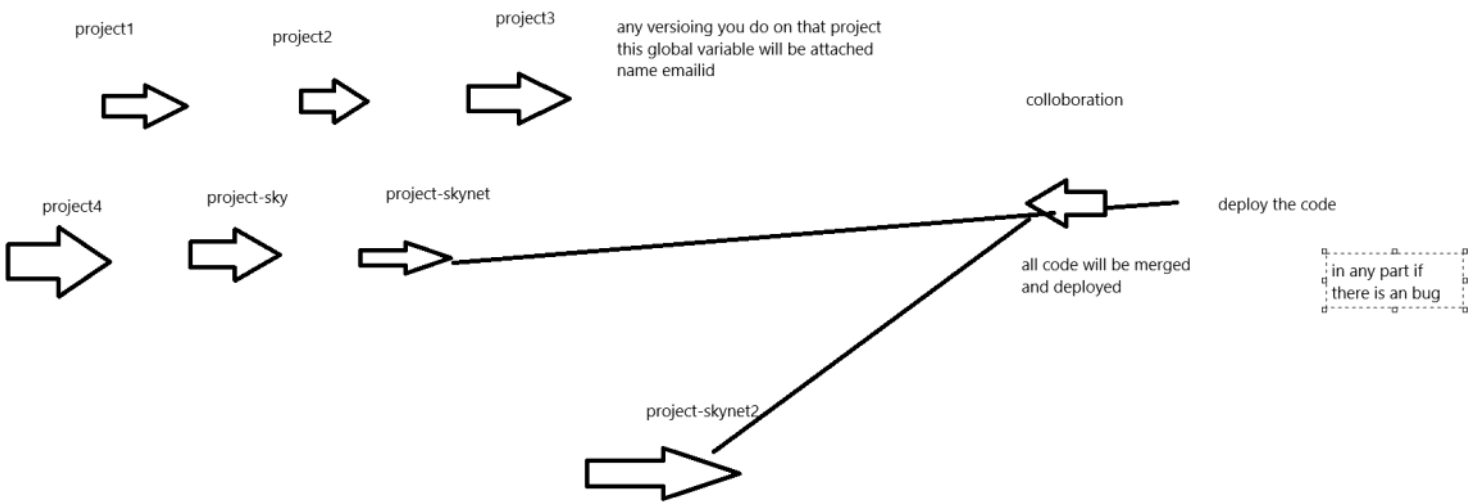 project1
project2
project3
any versioing you do on that project
this global variable will be attached
name emailid
colloboration
project4
project-sky
project-skynet
deploy the code
all code will be merged
and deployed
in any part if
there is an bug
project-skynet2